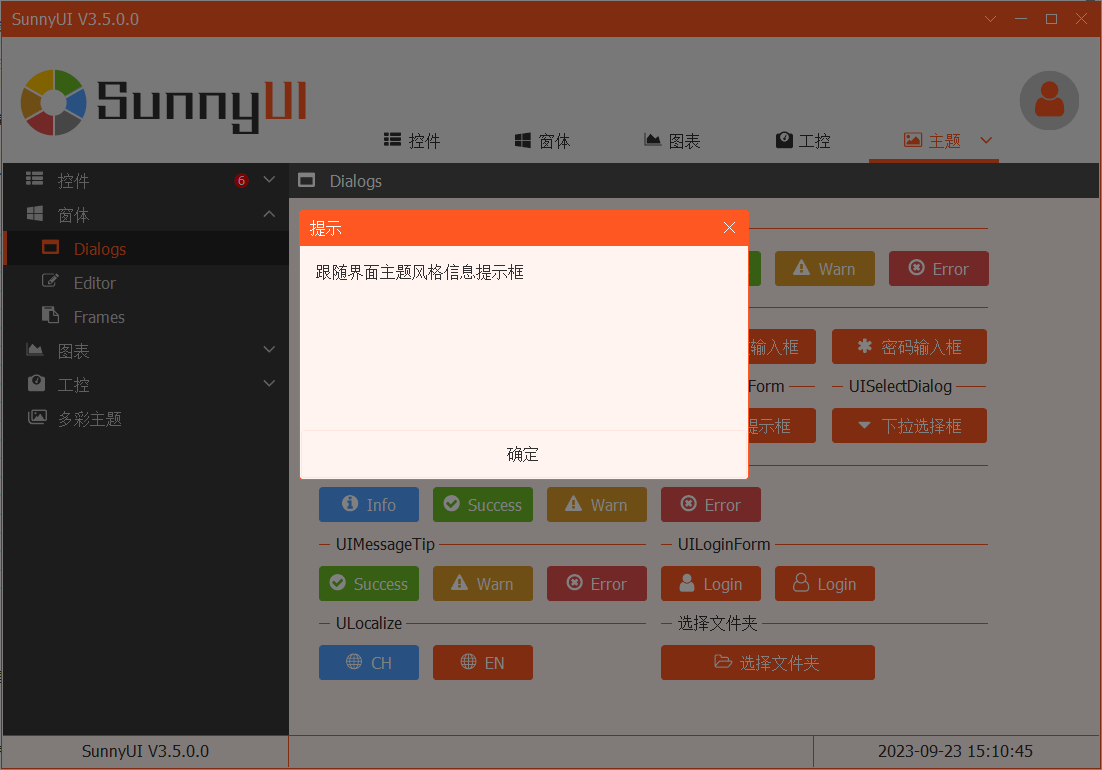 SunnyUI V3.5.0.0
SunnyUI
控件 窗体 图表 工控 主题
控件 6
窗体
Dialogs
Editor
Frames
图表
工控
多彩主题
Dialogs
提示
跟随界面主题风格信息提示框
确定
Warn Error
输入框 密码输入框
Form UISelectDialog
提示框 下拉选择框
Info Success Warn Error
UIMessageTip UILoginForm
Success Warn Error Login Login
ULocalize 选择文件夹
CH EN 选择文件夹
SunnyUI V3.5.0.0 2023-09-23 15:10:45